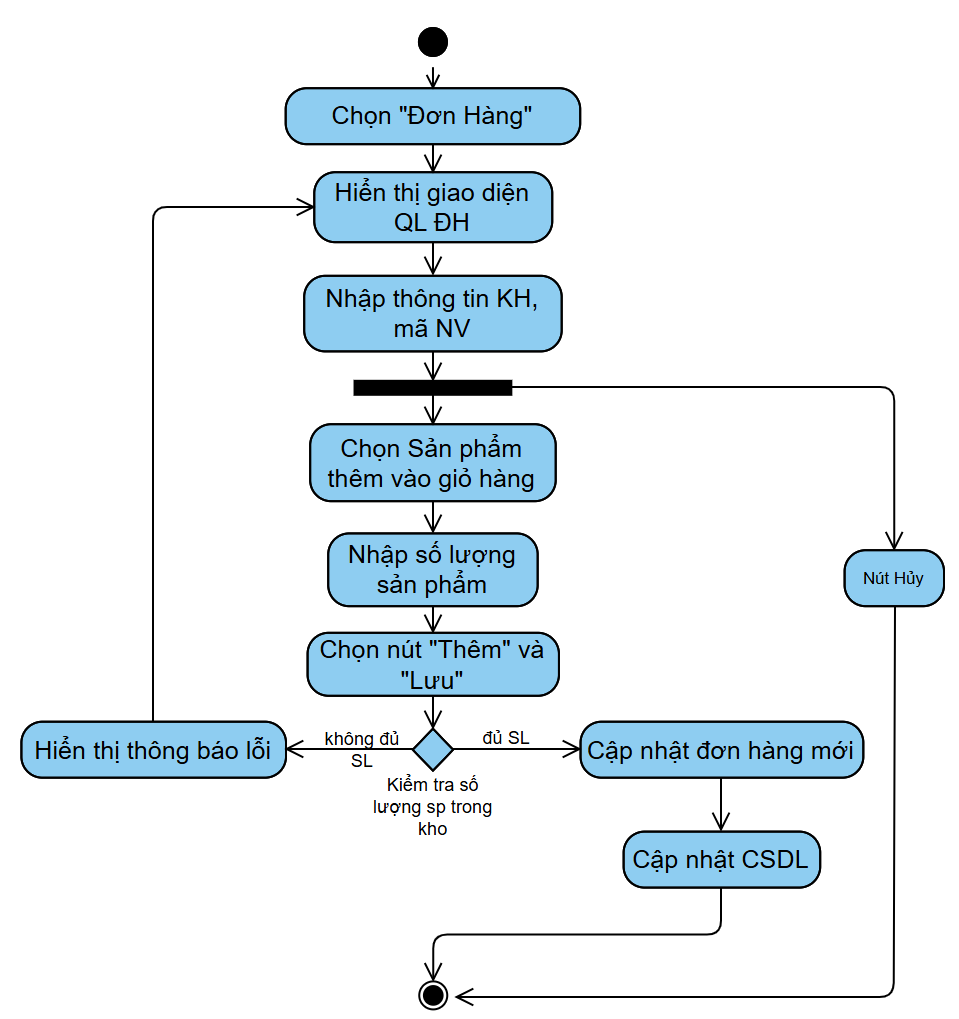 Chọn "Đơn Hàng"
Hiển thị giao diện
QL ĐH
Nhập thông tin KH,
mã NV
Chọn Sản phẩm
thêm vào giỏ hàng
Nhập số lượng
sản phẩm
Nút Hủy
Chọn nút "Thêm" và
"Lưu"
Hiển thị thông báo lỗi
không đủ
SL
đủ SL
Cập nhật đơn hàng mới
Kiểm tra số
lượng sp trong
kho
Cập nhật CSDL